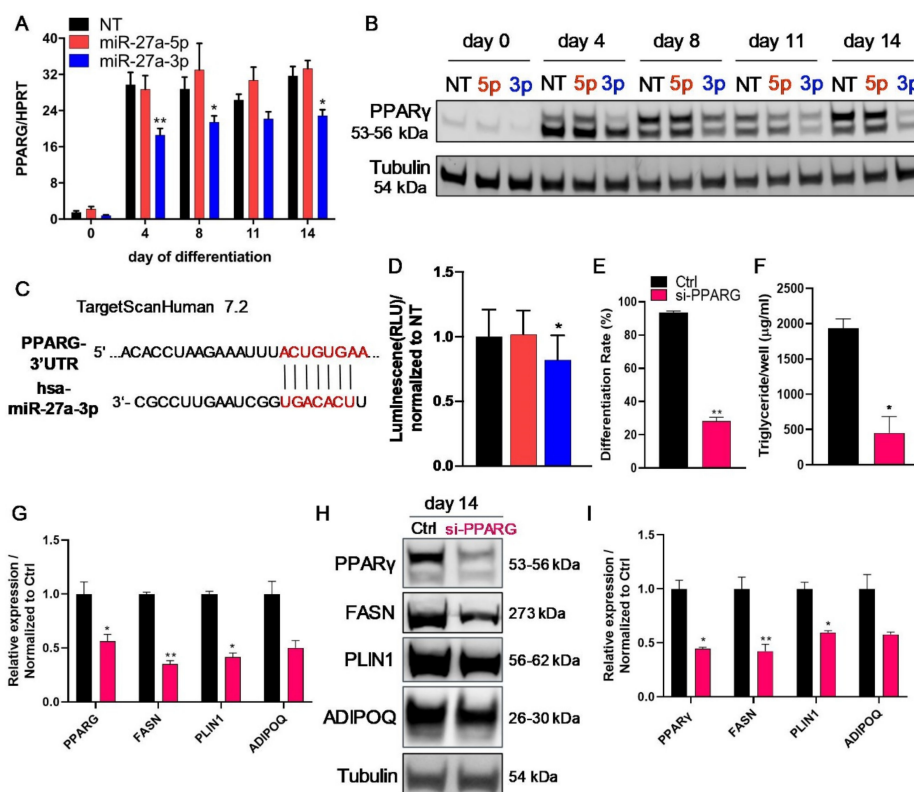 A
NT
miR-27a-5p
miR-27a-3p
PPARG/HPRT
32
24
16
8
0
** * *
0 4 8 11 14
day of differentiation
B
day 0 day 4 day 8 day 11 day 14
NT 5p 3p NT 5p 3p NT 5p 3p NT 5p 3p NT 5p 3p
PPARγ
53-56 kDa
Tubulin
54 kDa
C
TargetScanHuman 7.2
PPARG-
3'UTR
5' ...ACACCUAAGAAAUUUACUGUGAA...
hsa-
miR-27a-3p
3'- CGCCUUGAAUCGGUGACACUU
D
Luminescene(RLU)/
normalized to NT
1.5
1.0
0.5
0.0
*
E
Ctrl
si-PPARG
Differentiation Rate (%)
100
80
60
40
20
0
**
F
Triglyceride/well (µg/ml)
2500
2000
1500
1000
500
0
*
G
Relative expression /
Normalized to Ctrl
1.5
1.0
0.5
0.0
* ** *
PPARG FASN PLIN1 ADIPOQ
H
day 14
Ctrl si-PPARG
PPARγ 53-56 kDa
FASN 273 kDa
PLIN1 56-62 kDa
ADIPOQ 26-30 kDa
Tubulin 54 kDa
I
Relative expression /
Normalized to Ctrl
1.5
1.0
0.5
0.0
* ** *
PPARγ FASN PLIN1 ADIPOQ